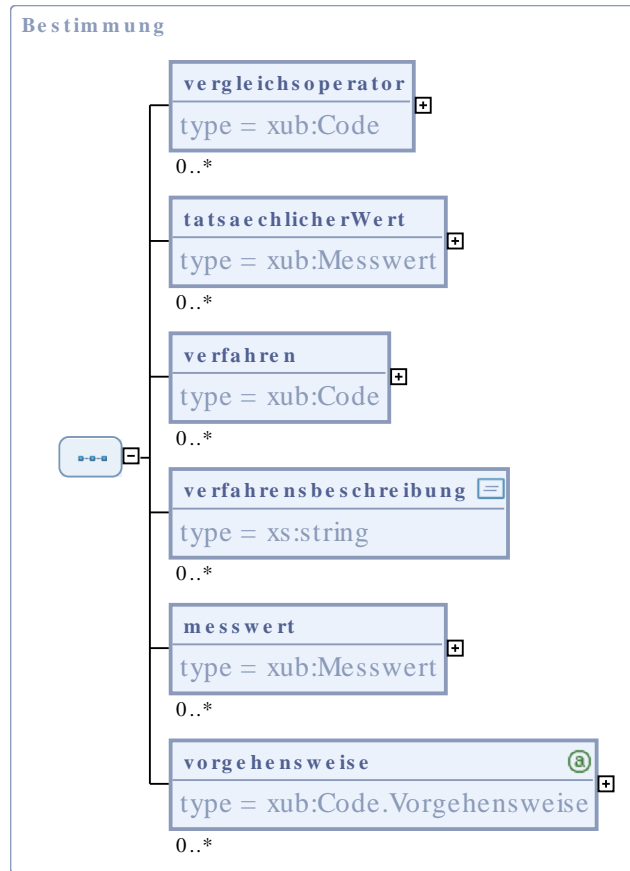 Bestimmung
vergleichsoperator
type = xub:Code
0..*
tatsaechlicherWert
type = xub:Messwert
0..*
verfahren
type = xub:Code
0..*
verfahrensbeschreibung
type = xs:string
0..*
messwert
type = xub:Messwert
0..*
vorgehensweise
a
type = xub:Code.Vorgehensweise
0..*